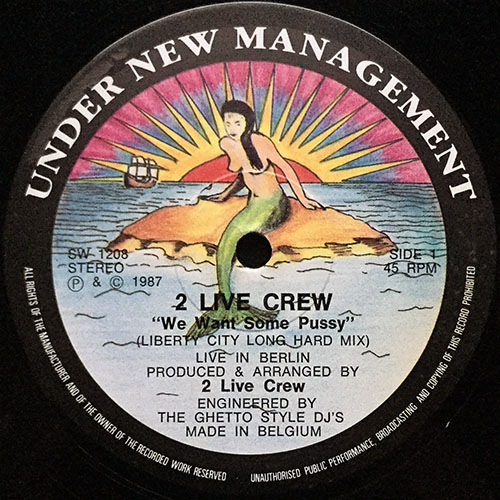 UNDER NEW MANAGEMENT
SW 1208
STEREO
Ⓟ & © 1987
SIDE 1
45 RPM
2 LIVE CREW
"We Want Some Pussy"
(LIBERTY CITY LONG HARD MIX)
LIVE IN BERLIN
PRODUCED & ARRANGED BY
2 Live Crew
ENGINEERED BY
THE GHETTO STYLE DJ'S
MADE IN BELGIUM
ALL RIGHTS OF THE MANUFACTURER AND OF THE OWNER OF THE RECORDED WORK RESERVED · UNAUTHORISED PUBLIC PERFORMANCE, BROADCASTING AND COPYING OF THIS RECORD PROHIBITED